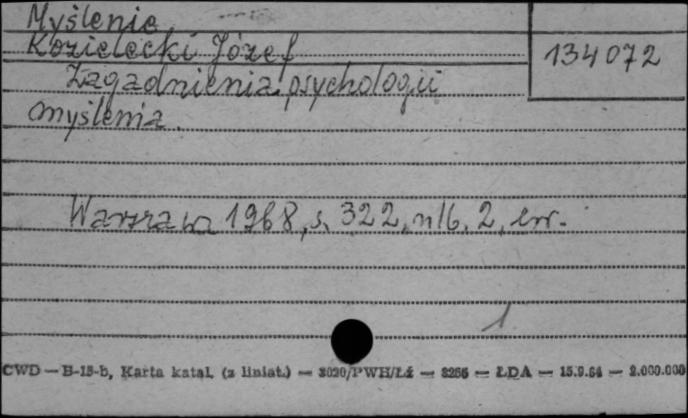 Myślenie
Kozielecki Józef
134072
Zagadnienia psychologii
myślenia.
Warszawa 1968, s. 322, nlb. 2, err.
1
CWD — B-15-b, Karta katal. (z liniat.) — 3020/PWH/Łź — 3256 — ŁDA — 15.9.64 — 2.000.000